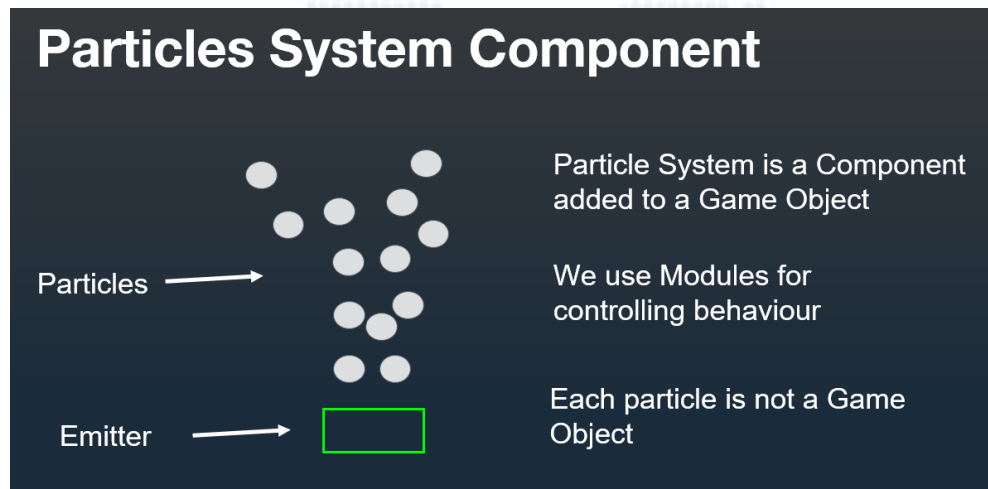 Particles System Component
Particle System is a Component
added to a Game Object
Particles
We use Modules for
controlling behaviour
Each particle is not a Game
Object
Emitter